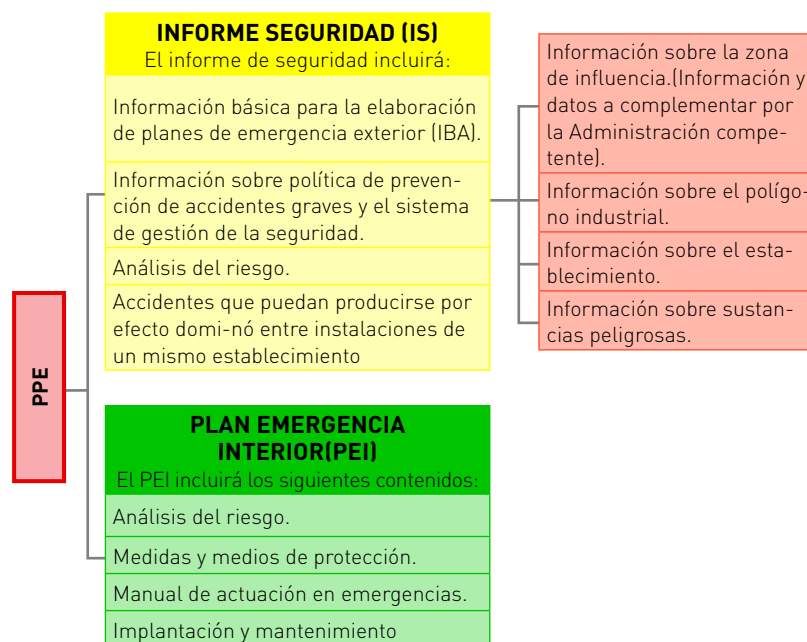 PPE
INFORME SEGURIDAD (IS)
El informe de seguridad incluirá:
Información básica para la elaboración
de planes de emergencia exterior (IBA).
Información sobre política de preven-
ción de accidentes graves y el sistema
de gestión de la seguridad.
Análisis del riesgo.
Accidentes que puedan producirse por
efecto domi-nó entre instalaciones de
un mismo establecimiento
Información sobre la zona
de influencia.(Información y
datos a complementar por
la Administración compe-
tente).
Información sobre el polígo-
no industrial.
Información sobre el esta-
blecimiento.
Información sobre sustan-
cias peligrosas.
PLAN EMERGENCIA
INTERIOR(PEI)
El PEI incluirá los siguientes contenidos:
Análisis del riesgo.
Medidas y medios de protección.
Manual de actuación en emergencias.
Implantación y mantenimiento